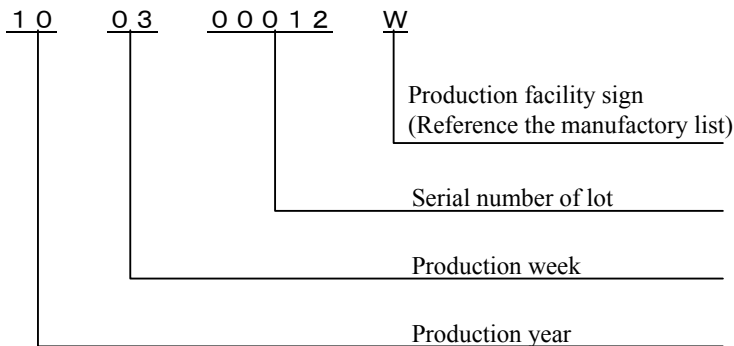 10 03 00012 W
Production facility sign
(Reference the manufactory list)
Serial number of lot
Production week
Production year